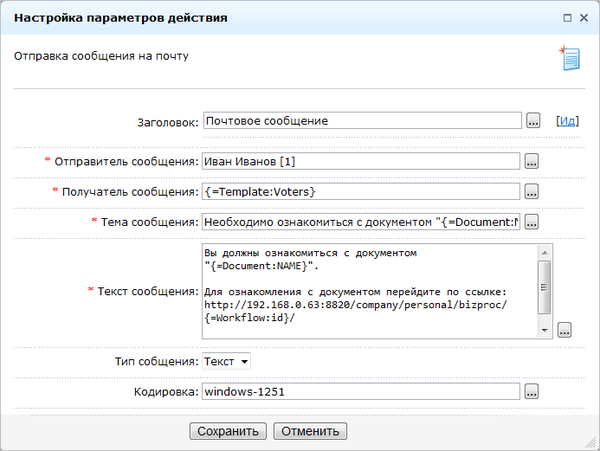 Настройка параметров действия
Отправка сообщения на почту
Заголовок: Почтовое сообщение ... [Ид]
* Отправитель сообщения: Иван Иванов [1] ...
* Получатель сообщения: {=Template:Voters} ...
* Тема сообщения: Необходимо ознакомиться с документом "{=Document:N ...
* Текст сообщения: Вы должны ознакомиться с документом
"{=Document:NAME}".
Для ознакомления с документом перейдите по ссылке:
http://192.168.0.63:8820/company/personal/bizproc/
{=Workflow:id}/
...
Тип собщения: Текст
Кодировка: windows-1251 ...
Сохранить Отменить